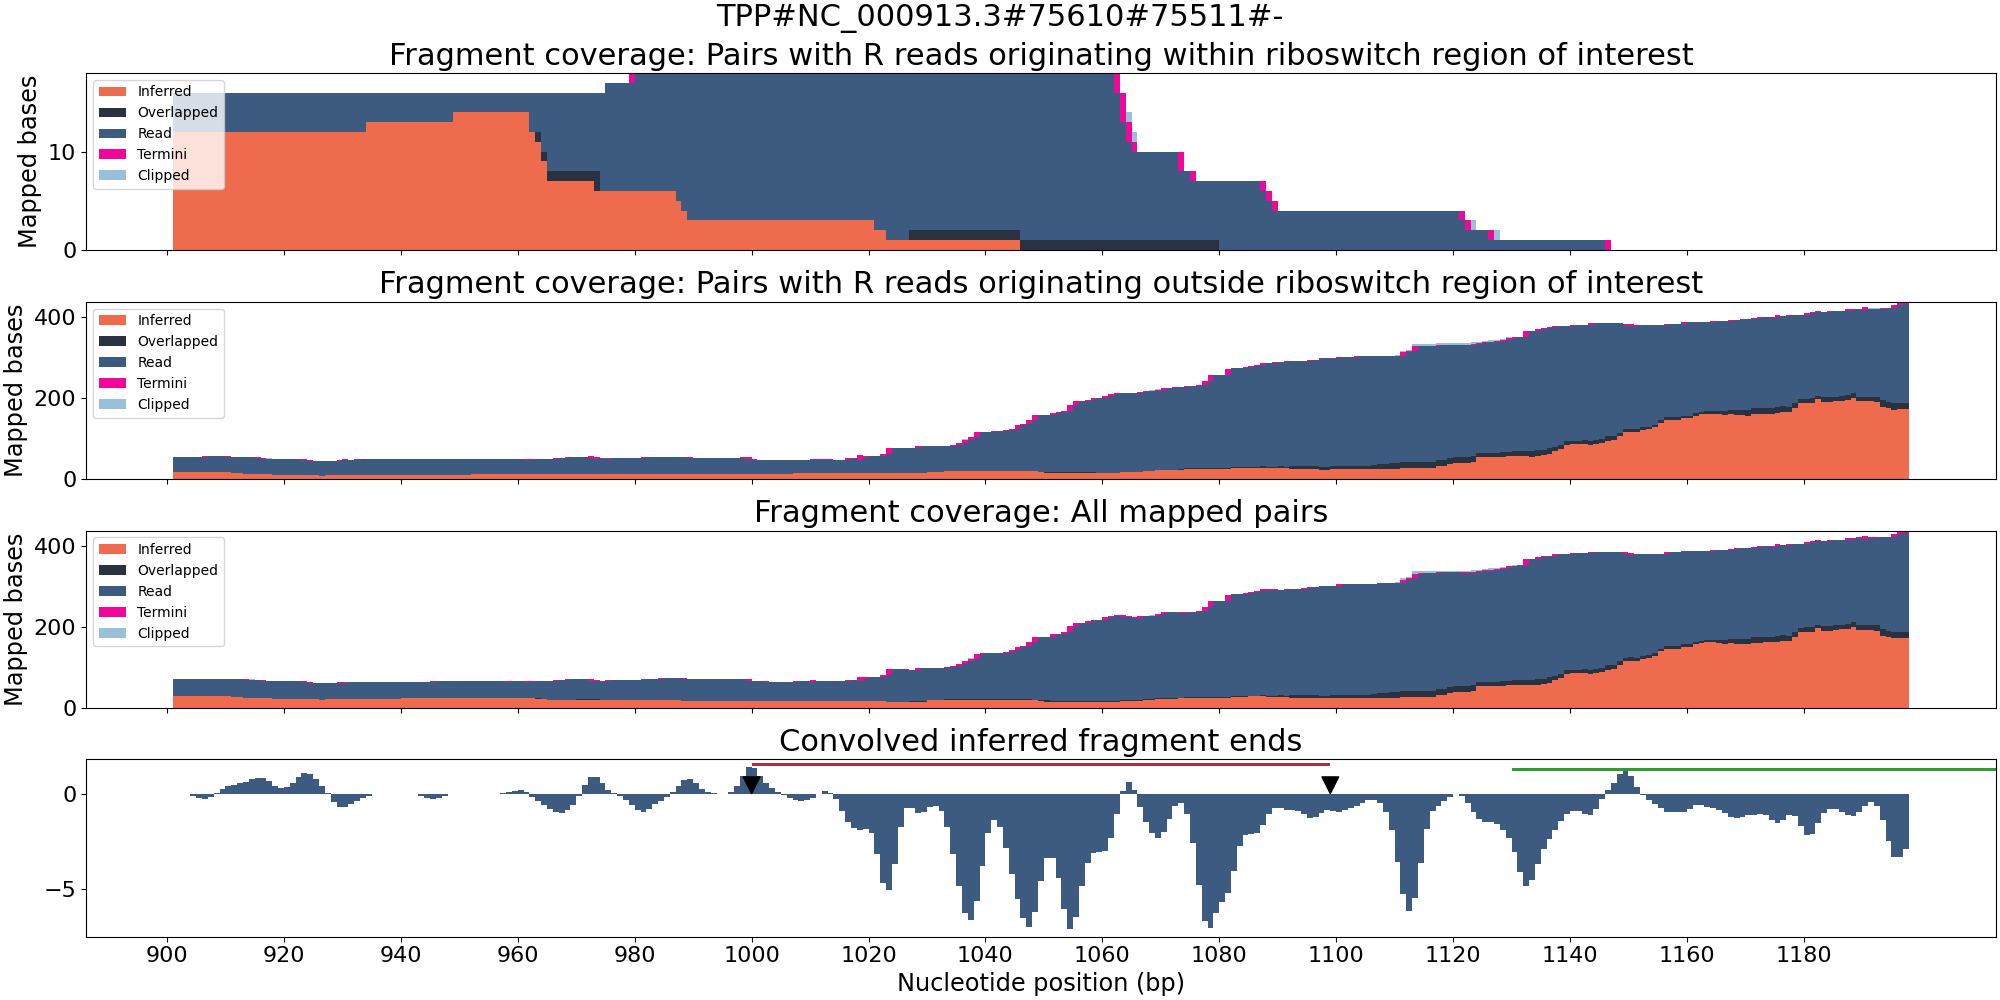 TPP#NC_000913.3#75610#75511#-
Fragment coverage: Pairs with R reads originating within riboswitch region of interest
Mapped bases
10
0
Inferred
Overlapped
Read
Termini
Clipped
Fragment coverage: Pairs with R reads originating outside riboswitch region of interest
Mapped bases
400
200
0
Inferred
Overlapped
Read
Termini
Clipped
Fragment coverage: All mapped pairs
Mapped bases
400
200
0
Inferred
Overlapped
Read
Termini
Clipped
Convolved inferred fragment ends
0
−5
900 920 940 960 980 1000 1020 1040 1060 1080 1100 1120 1140 1160 1180
Nucleotide position (bp)